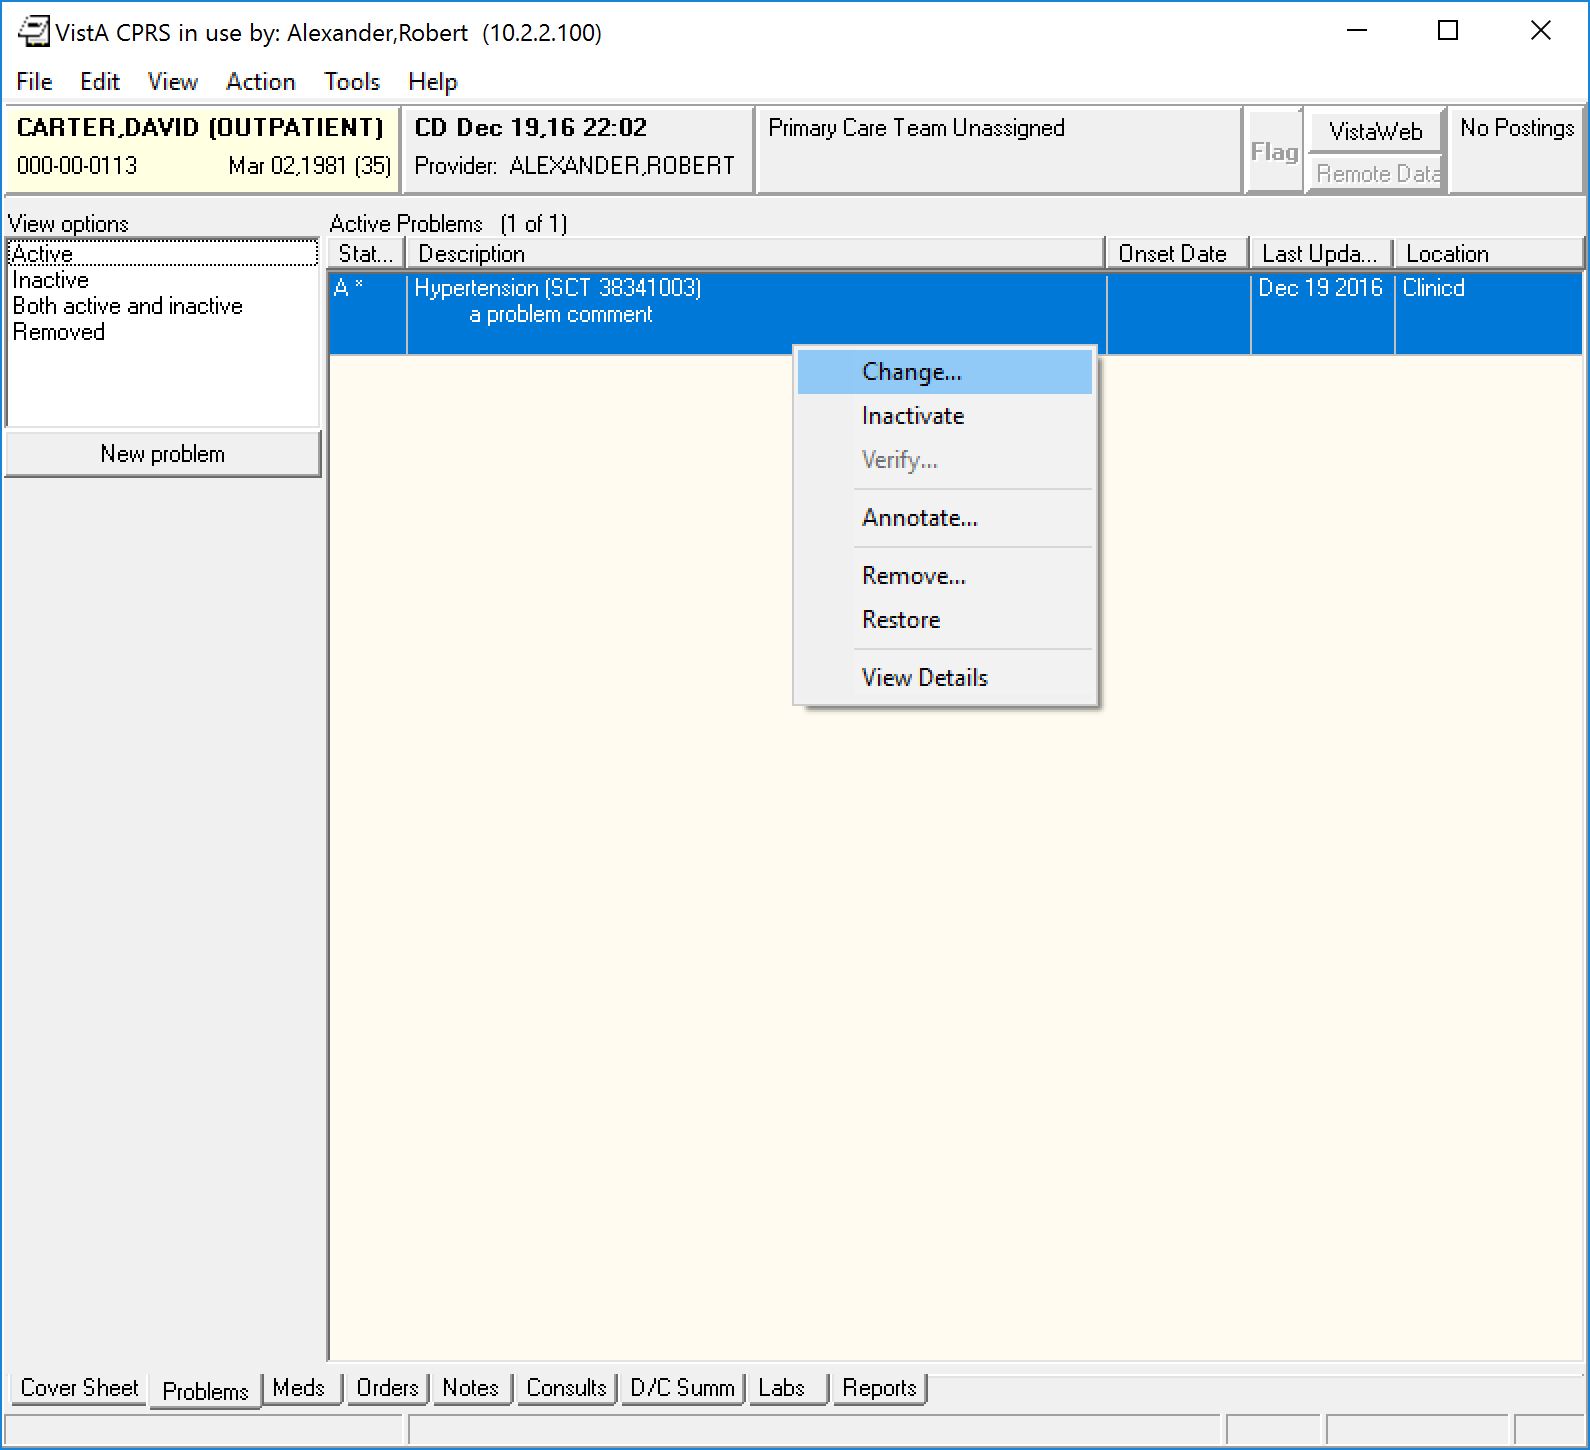 VistA CPRS in use by: Alexander,Robert (10.2.2.100)
File Edit View Action Tools Help
CARTER,DAVID (OUTPATIENT)
000-00-0113 Mar 02,1981 (35)
CD Dec 19,16 22:02
Provider: ALEXANDER,ROBERT
Primary Care Team Unassigned
Flag
VistaWeb
Remote Data
No Postings
View options
Active
Inactive
Both active and inactive
Removed
New problem
Active Problems (1 of 1)
Stat... Description Onset Date Last Upda... Location
A * Hypertension (SCT 38341003) Dec 19 2016 Clinicd
a problem comment
Change...
Inactivate
Verify...
Annotate...
Remove...
Restore
View Details
Cover Sheet Problems Meds Orders Notes Consults D/C Summ Labs Reports